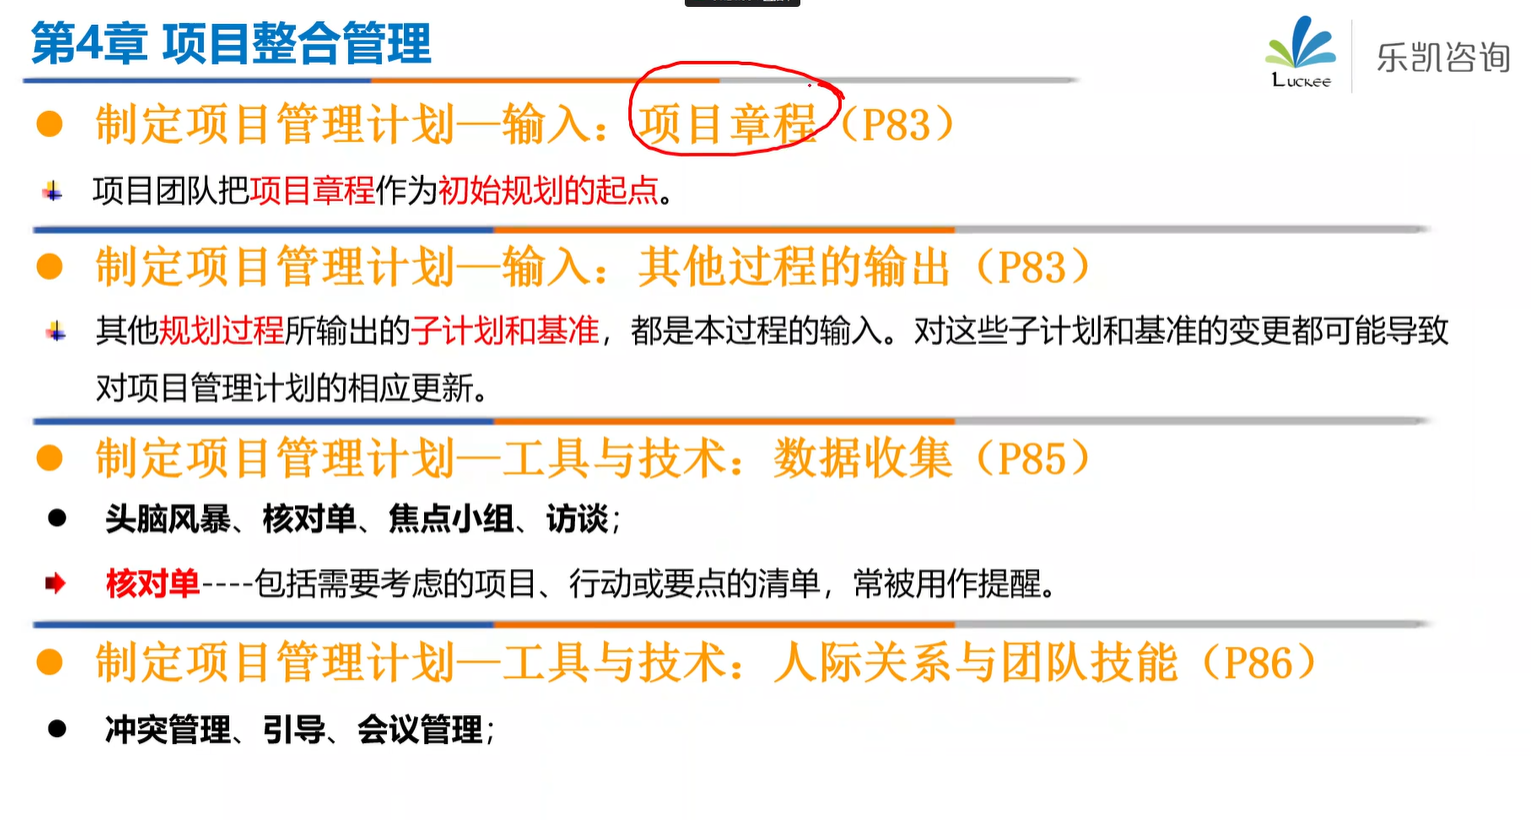 第4章 项目整合管理
LUCKEE
乐凯咨询
制定项目管理计划—输入：项目章程（P83）
项目团队把项目章程作为初始规划的起点。
制定项目管理计划—输入：其他过程的输出（P83）
其他规划过程所输出的子计划和基准，都是本过程的输入。对这些子计划和基准的变更都可能导致
对项目管理计划的相应更新。
制定项目管理计划—工具与技术：数据收集（P85）
头脑风暴、核对单、焦点小组、访谈；
核对单----包括需要考虑的项目、行动或要点的清单，常被用作提醒。
制定项目管理计划—工具与技术：人际关系与团队技能（P86）
冲突管理、引导、会议管理；